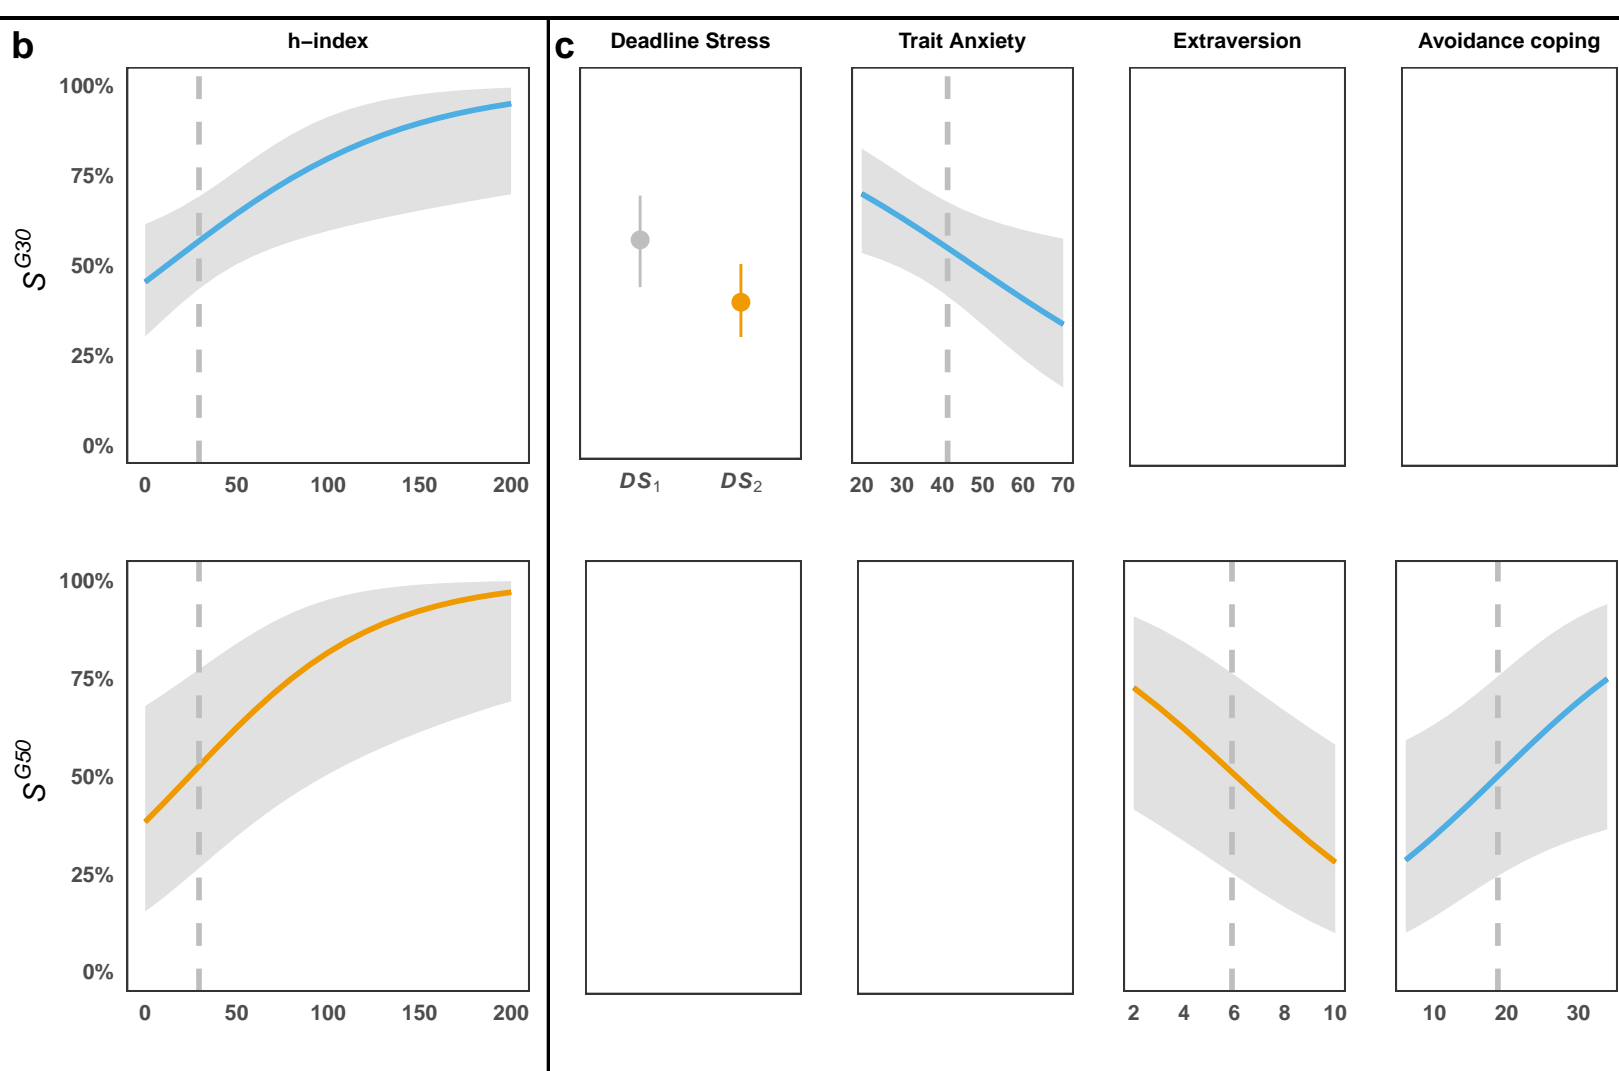 b
h−index
c
Deadline Stress
Trait Anxiety
Extraversion
Avoidance coping
S^G30
100%
75%
50%
25%
0%
0 50 100 150 200
DS₁ DS₂
20 30 40 50 60 70
S^G50
100%
75%
50%
25%
0%
0 50 100 150 200
2 4 6 8 10
10 20 30